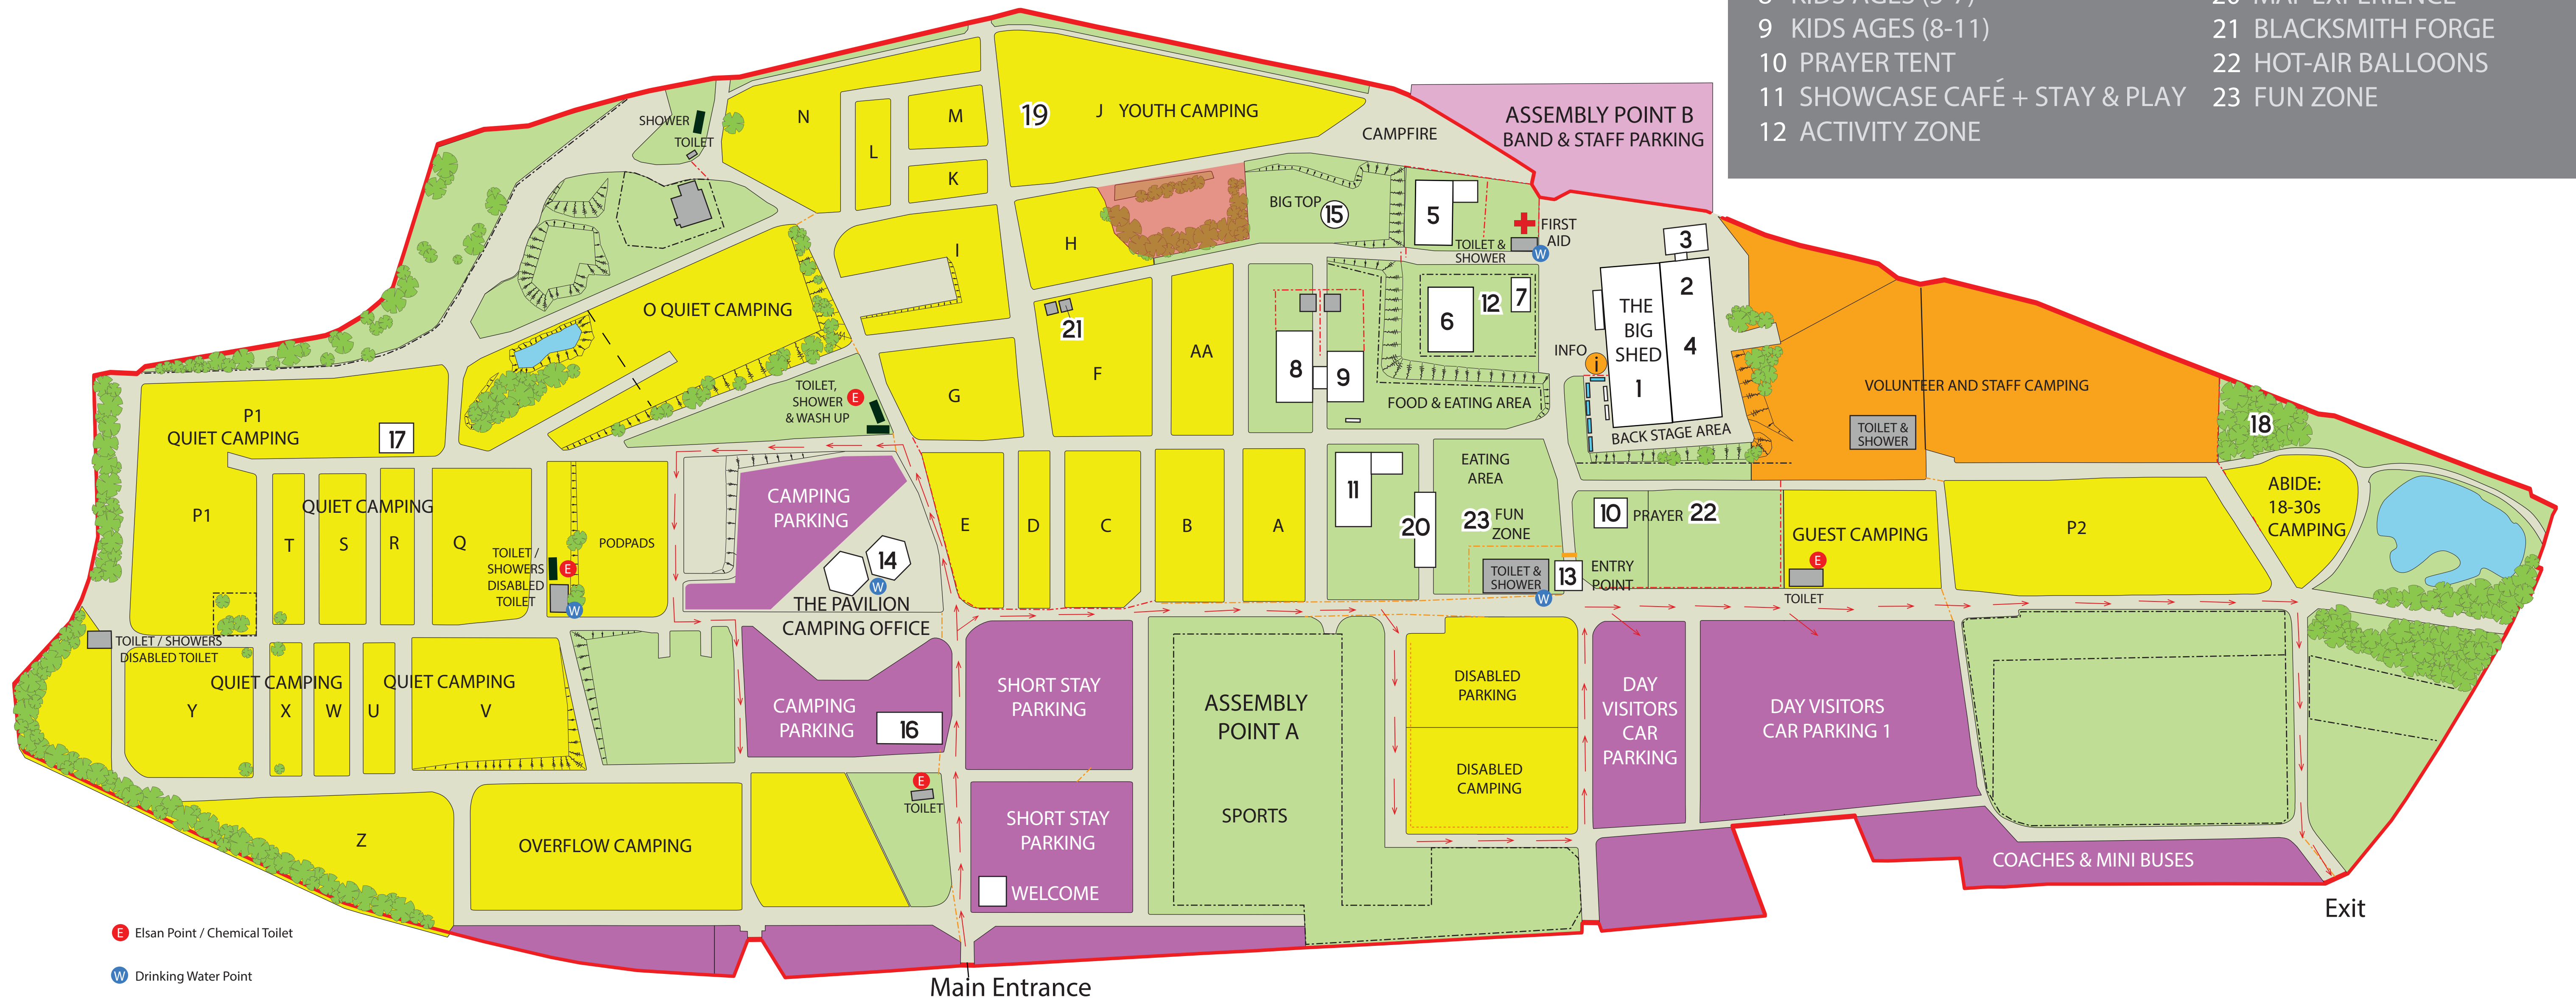 8 KIDS AGES (5-7)
9 KIDS AGES (8-11)
10 PRAYER TENT
11 SHOWCASE CAFÉ + STAY & PLAY
12 ACTIVITY ZONE
20 MAP EXPERIENCE
21 BLACKSMITH FORGE
22 HOT-AIR BALLOONS
23 FUN ZONE
SHOWER
TOILET
N
L
M
K
19
J YOUTH CAMPING
CAMPFIRE
ASSEMBLY POINT B
BAND & STAFF PARKING
BIG TOP 15
5
FIRST
AID
TOILET &
SHOWER
W
3
H
I
O QUIET CAMPING
21
F
AA
G
8
9
6
12
7
THE
BIG
SHED
1
2
4
INFO
i
FOOD & EATING AREA
BACK STAGE AREA
VOLUNTEER AND STAFF CAMPING
TOILET &
SHOWER
18
P1
QUIET CAMPING
17
TOILET,
SHOWER
& WASH UP
E
P1
QUIET CAMPING
T
S
R
Q
TOILET /
SHOWERS
DISABLED
TOILET
E
W
PODPADS
CAMPING
PARKING
14
W
THE PAVILION
CAMPING OFFICE
E
D
C
B
A
11
20
EATING
AREA
23 FUN
ZONE
TOILET &
SHOWER
13
W
ENTRY
POINT
10 PRAYER 22
GUEST CAMPING
E
TOILET
P2
ABIDE:
18-30s
CAMPING
TOILET / SHOWERS
DISABLED TOILET
QUIET CAMPING
QUIET CAMPING
Y
X
W
U
V
CAMPING
PARKING
16
SHORT STAY
PARKING
ASSEMBLY
POINT A
SPORTS
DISABLED
PARKING
DISABLED
CAMPING
DAY
VISITORS
CAR
PARKING
DAY VISITORS
CAR PARKING 1
Z
OVERFLOW CAMPING
E
TOILET
SHORT STAY
PARKING
WELCOME
COACHES & MINI BUSES
Exit
E Elsan Point / Chemical Toilet
W Drinking Water Point
Main Entrance